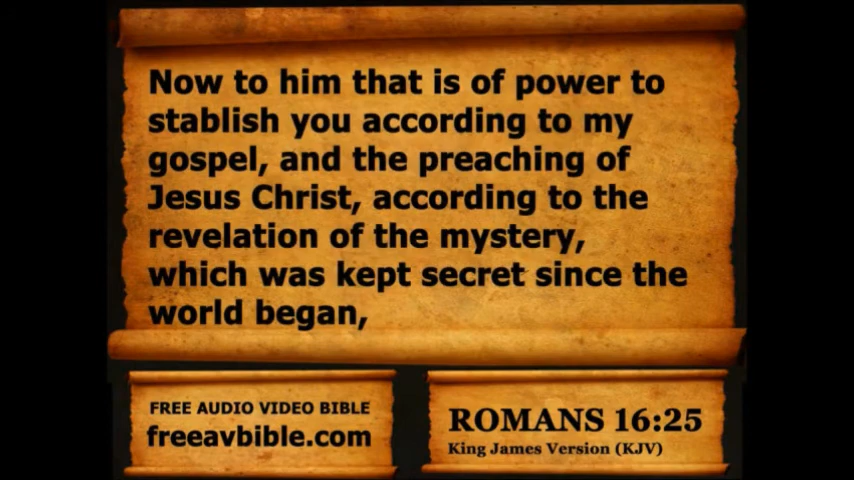 Now to him that is of power to
stablish you according to my
gospel, and the preaching of
Jesus Christ, according to the
revelation of the mystery,
which was kept secret since the
world began,
FREE AUDIO VIDEO BIBLE
freeavbible.com
ROMANS 16:25
King James Version (KJV)